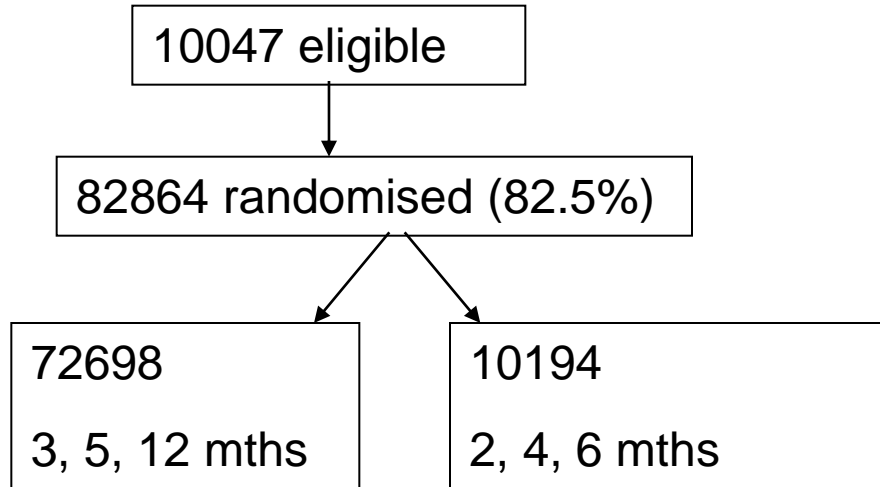 10047 eligible
82864 randomised (82.5%)
72698
3, 5, 12 mths
10194
2, 4, 6 mths